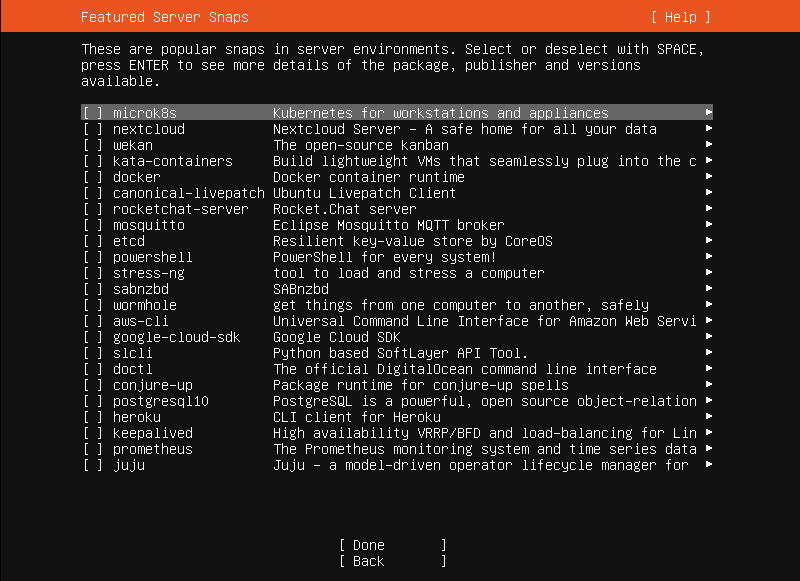 Featured Server Snaps [ Help ]
These are popular snaps in server environments. Select or deselect with SPACE,
press ENTER to see more details of the package, publisher and versions
available.
[ ] microk8s Kubernetes for workstations and appliances ►
[ ] nextcloud Nextcloud Server - A safe home for all your data ►
[ ] wekan The open-source kanban ►
[ ] kata-containers Build lightweight VMs that seamlessly plug into the c ►
[ ] docker Docker container runtime ►
[ ] canonical-livepatch Ubuntu Livepatch Client ►
[ ] rocketchat-server Rocket.Chat server ►
[ ] mosquitto Eclipse Mosquitto MQTT broker ►
[ ] etcd Resilient key-value store by CoreOS ►
[ ] powershell PowerShell for every system! ►
[ ] stress-ng tool to load and stress a computer ►
[ ] sabnzbd SABnzbd ►
[ ] wormhole get things from one computer to another, safely ►
[ ] aws-cli Universal Command Line Interface for Amazon Web Servi ►
[ ] google-cloud-sdk Google Cloud SDK ►
[ ] slcli Python based SoftLayer API Tool. ►
[ ] doctl The official DigitalOcean command line interface ►
[ ] conjure-up Package runtime for conjure-up spells ►
[ ] postgresql10 PostgreSQL is a powerful, open source object-relation ►
[ ] heroku CLI client for Heroku ►
[ ] keepalived High availability VRRP/BFD and load-balancing for Lin ►
[ ] prometheus The Prometheus monitoring system and time series data ►
[ ] juju Juju - a model-driven operator lifecycle manager for ►
[ Done ]
[ Back ]